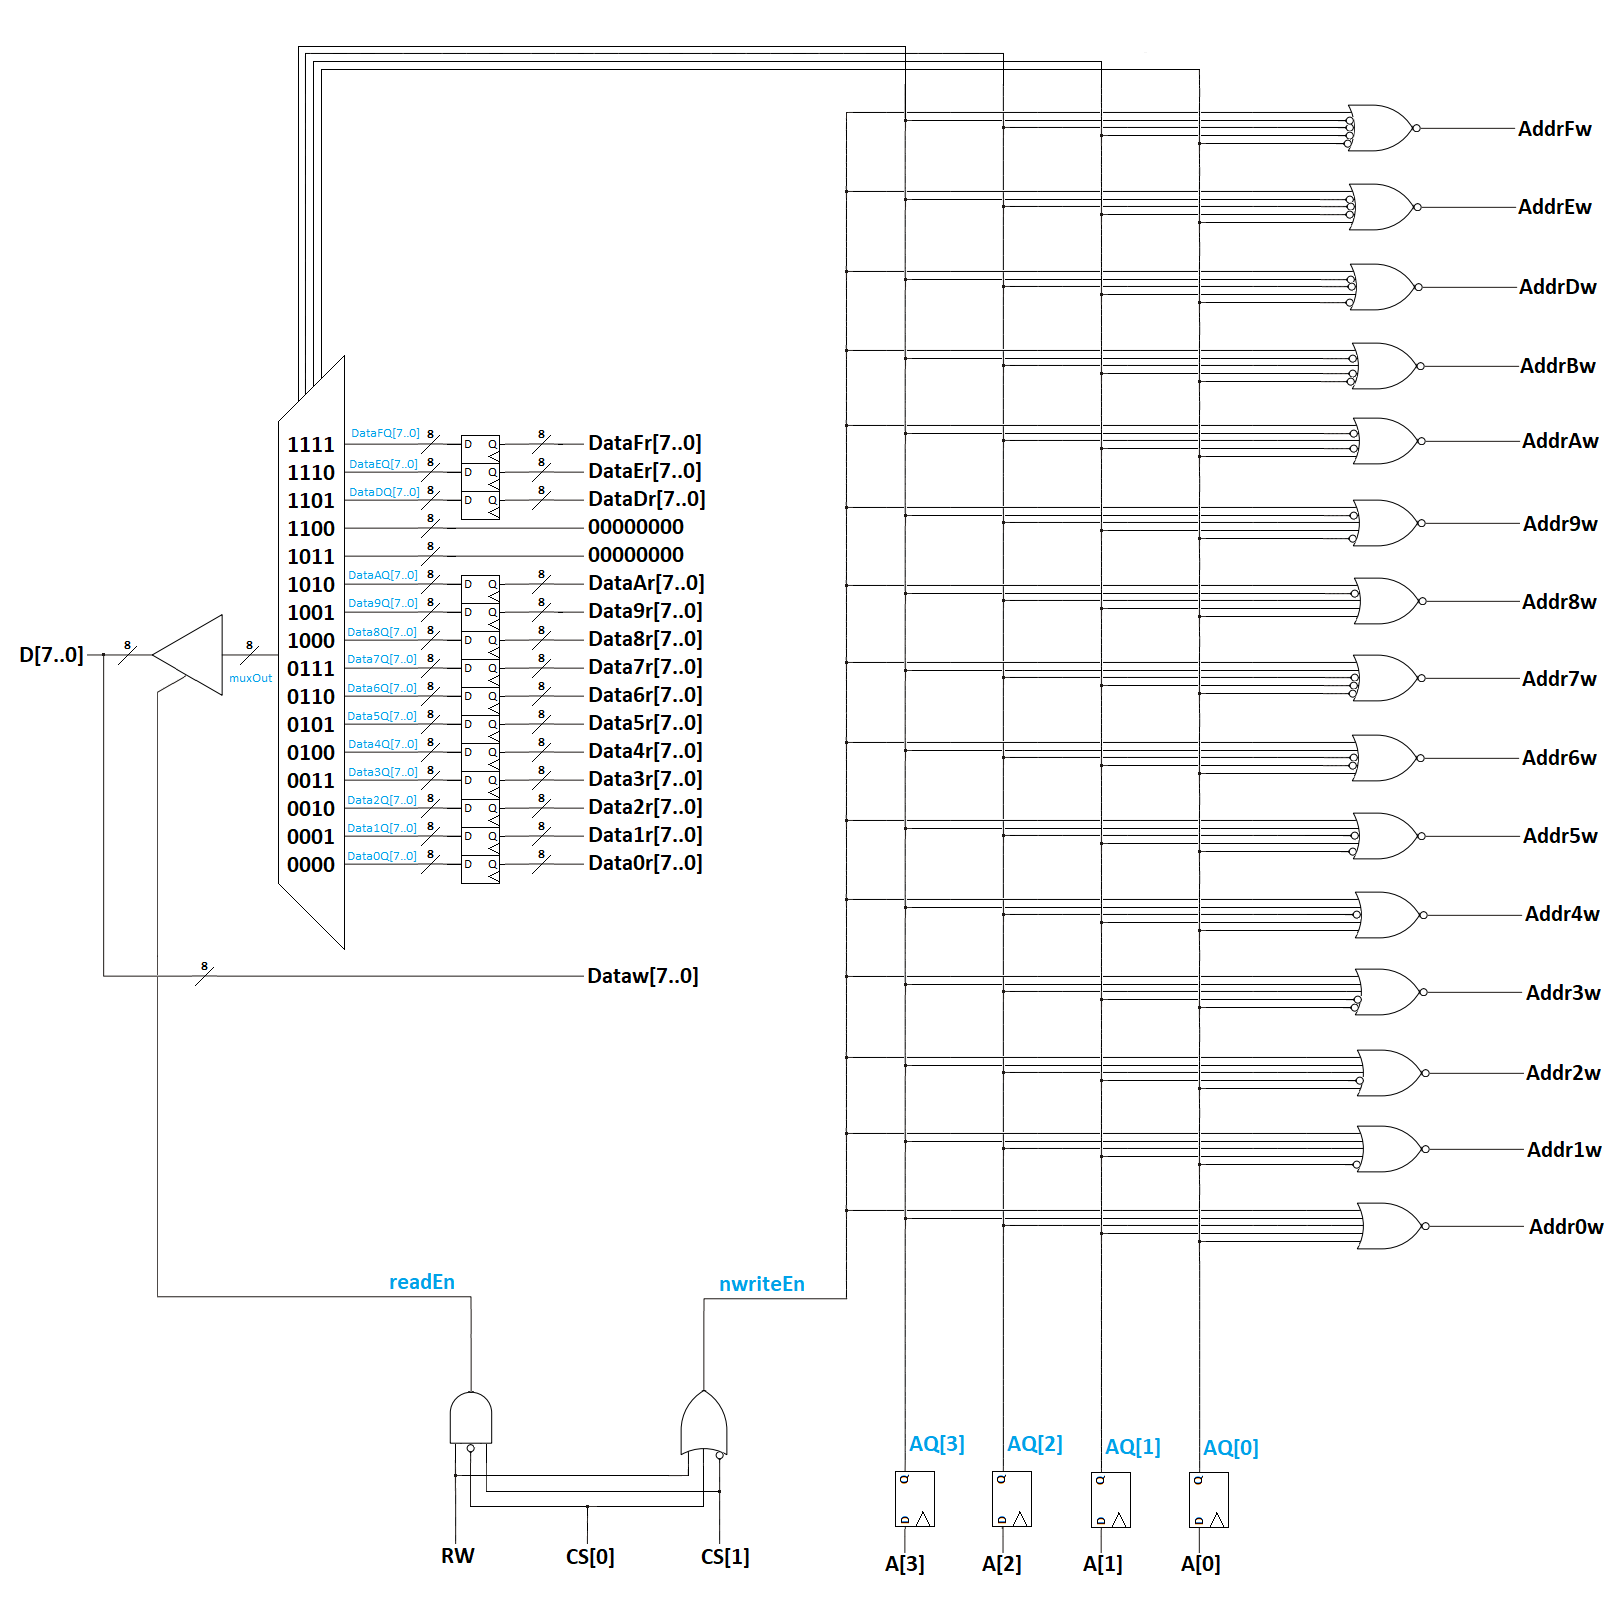 AddrFw
AddrEw
AddrDw
AddrBw
AddrAw
Addr9w
Addr8w
Addr7w
Addr6w
Addr5w
Addr4w
Addr3w
Addr2w
Addr1w
Addr0w
1111 DataFQ[7..0] 8 D Q 8 DataFr[7..0]
1110 DataEQ[7..0] 8 D Q 8 DataEr[7..0]
1101 DataDQ[7..0] 8 D Q 8 DataDr[7..0]
1100 8 00000000
1011 8 00000000
1010 DataAQ[7..0] 8 D Q 8 DataAr[7..0]
1001 Data9Q[7..0] 8 D Q 8 Data9r[7..0]
1000 Data8Q[7..0] 8 D Q 8 Data8r[7..0]
0111 Data7Q[7..0] 8 D Q 8 Data7r[7..0]
0110 Data6Q[7..0] 8 D Q 8 Data6r[7..0]
0101 Data5Q[7..0] 8 D Q 8 Data5r[7..0]
0100 Data4Q[7..0] 8 D Q 8 Data4r[7..0]
0011 Data3Q[7..0] 8 D Q 8 Data3r[7..0]
0010 Data2Q[7..0] 8 D Q 8 Data2r[7..0]
0001 Data1Q[7..0] 8 D Q 8 Data1r[7..0]
0000 Data0Q[7..0] 8 D Q 8 Data0r[7..0]
D[7..0] 8 8
muxOut
8 Dataw[7..0]
readEn
nwriteEn
AQ[3] AQ[2] AQ[1] AQ[0]
Q Q Q Q
D D D D
RW CS[0] CS[1]
A[3] A[2] A[1] A[0]